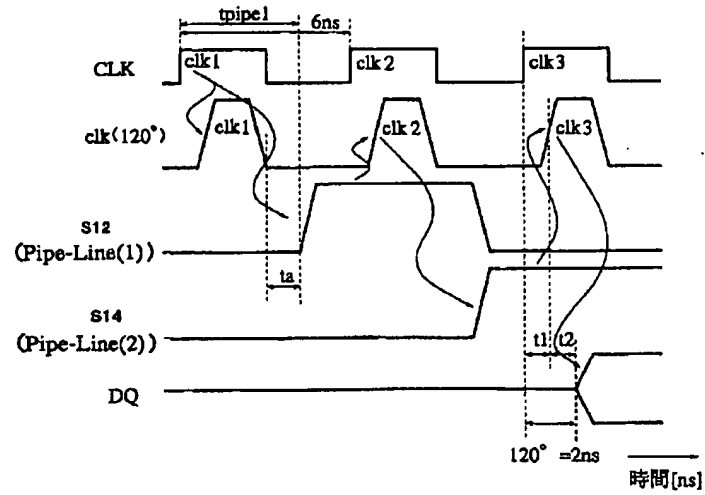 tpipe1
6ns
CLK
clk1
clk2
clk3
clk(120°)
clk1
clk2
clk3
S12
(Pipe-Line(1))
ta
S14
(Pipe-Line(2))
t1
t2
DQ
120° =2ns
時間[ns]